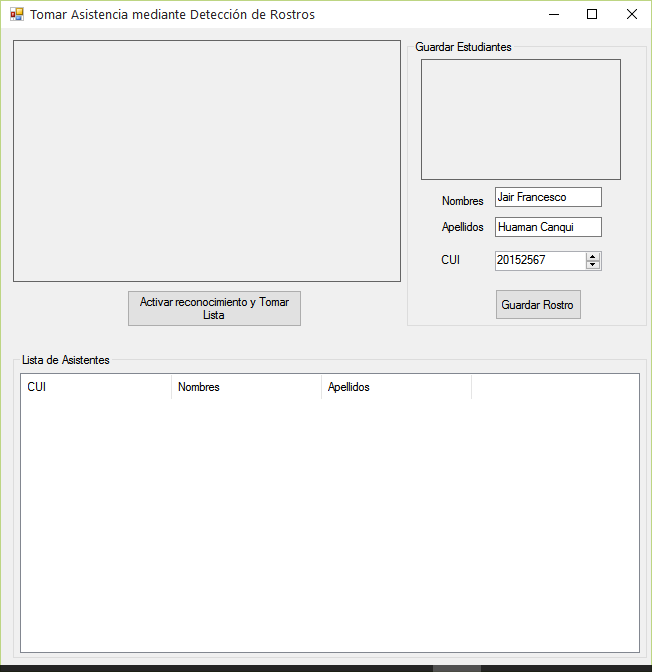 Tomar Asistencia mediante Detección de Rostros
Guardar Estudiantes
Nombres Jair Francesco
Apellidos Huaman Canqui
CUI 20152567
Guardar Rostro
Activar reconocimiento y Tomar
Lista
Lista de Asistentes
CUI Nombres Apellidos